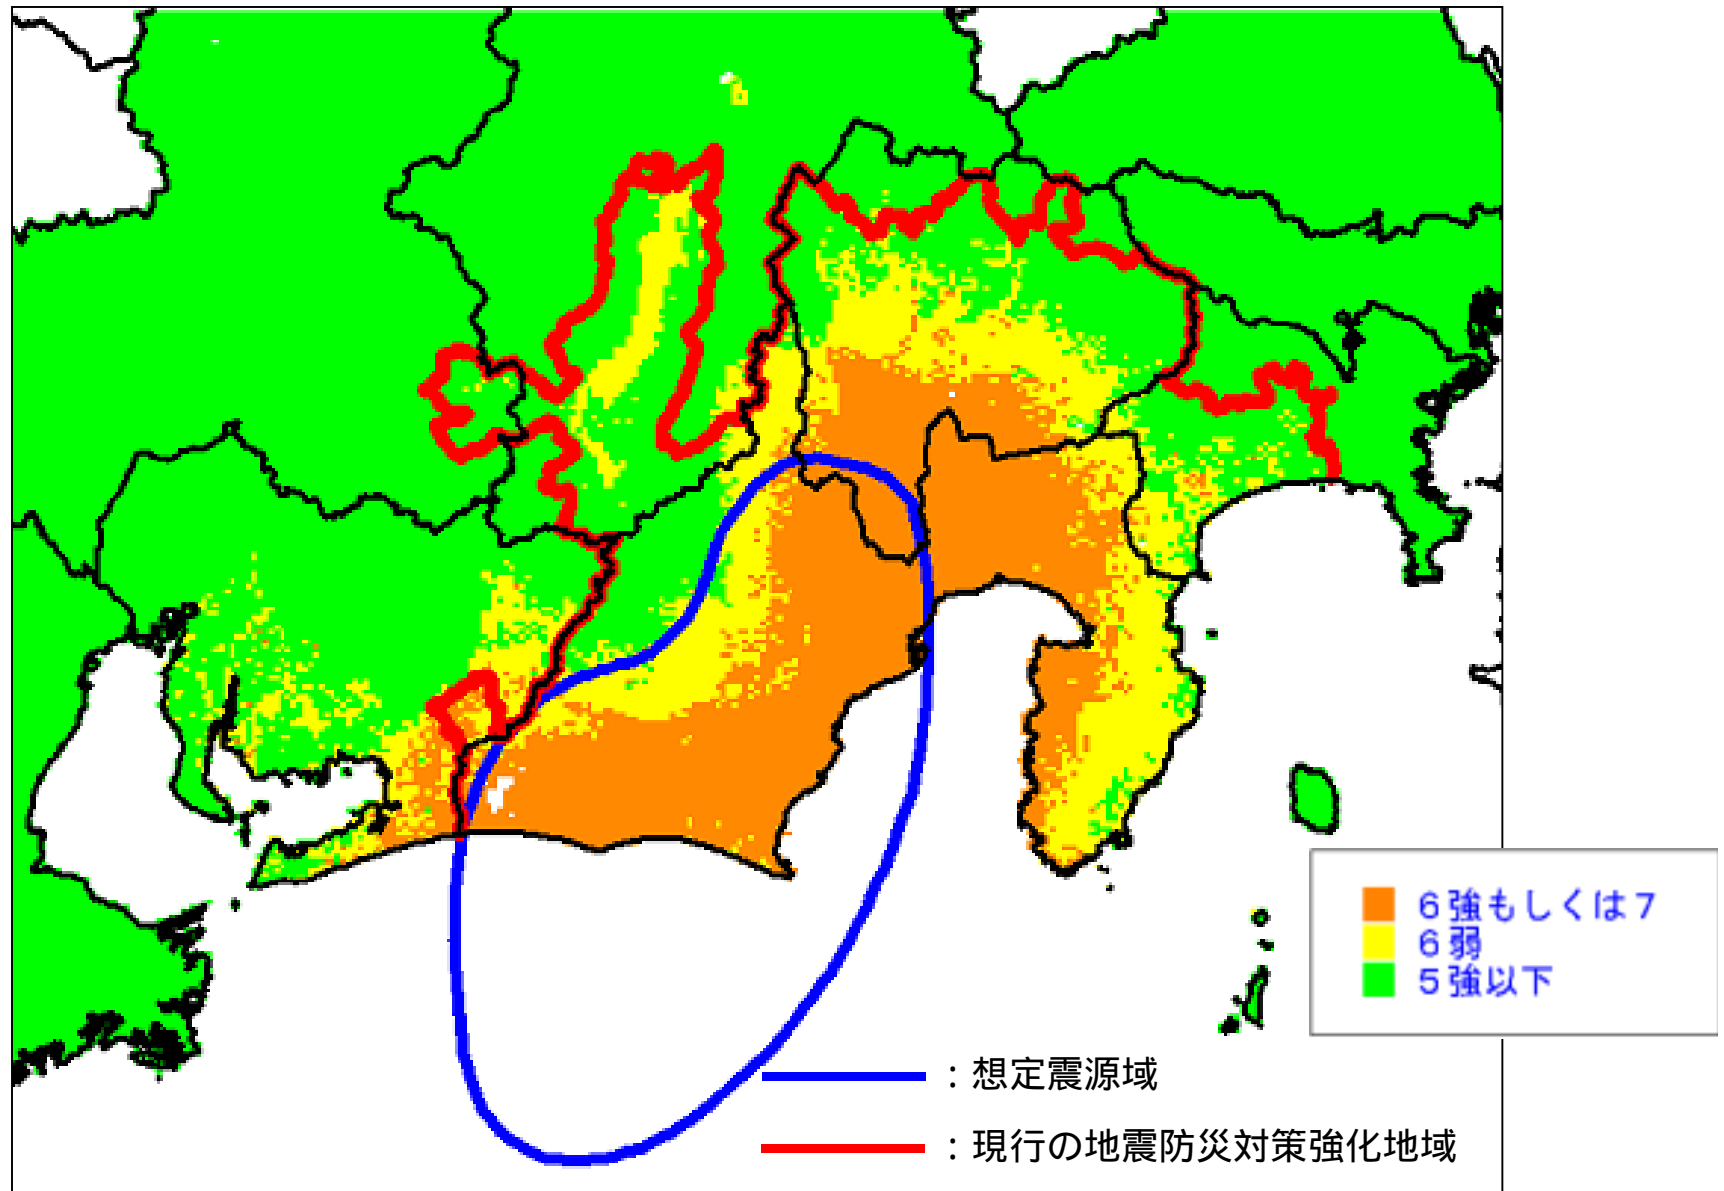 ６強もしくは７
６弱
５強以下
：想定震源域
：現行の地震防災対策強化地域